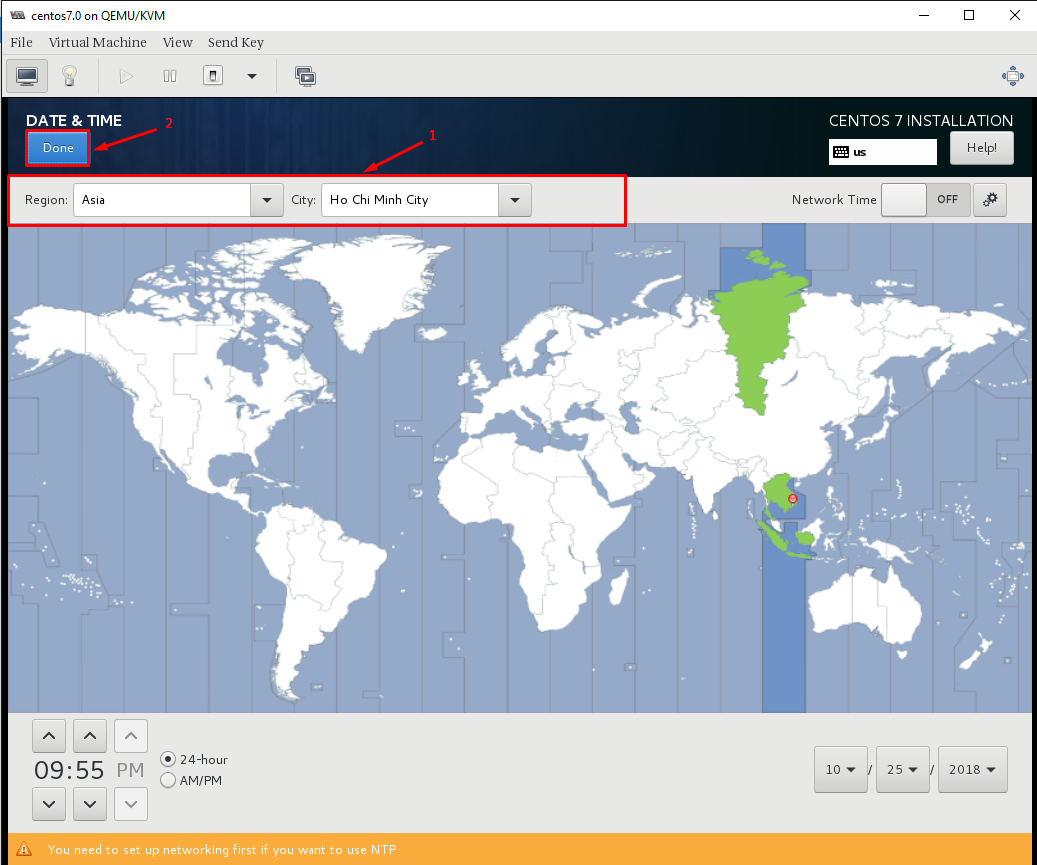 centos7.0 on QEMU/KVM
File Virtual Machine View Send Key
DATE & TIME
2
1
CENTOS 7 INSTALLATION
Done
us
Help!
Region: Asia City: Ho Chi Minh City Network Time OFF
09:55 PM
24-hour
AM/PM
10 / 25 / 2018
You need to set up networking first if you want to use NTP